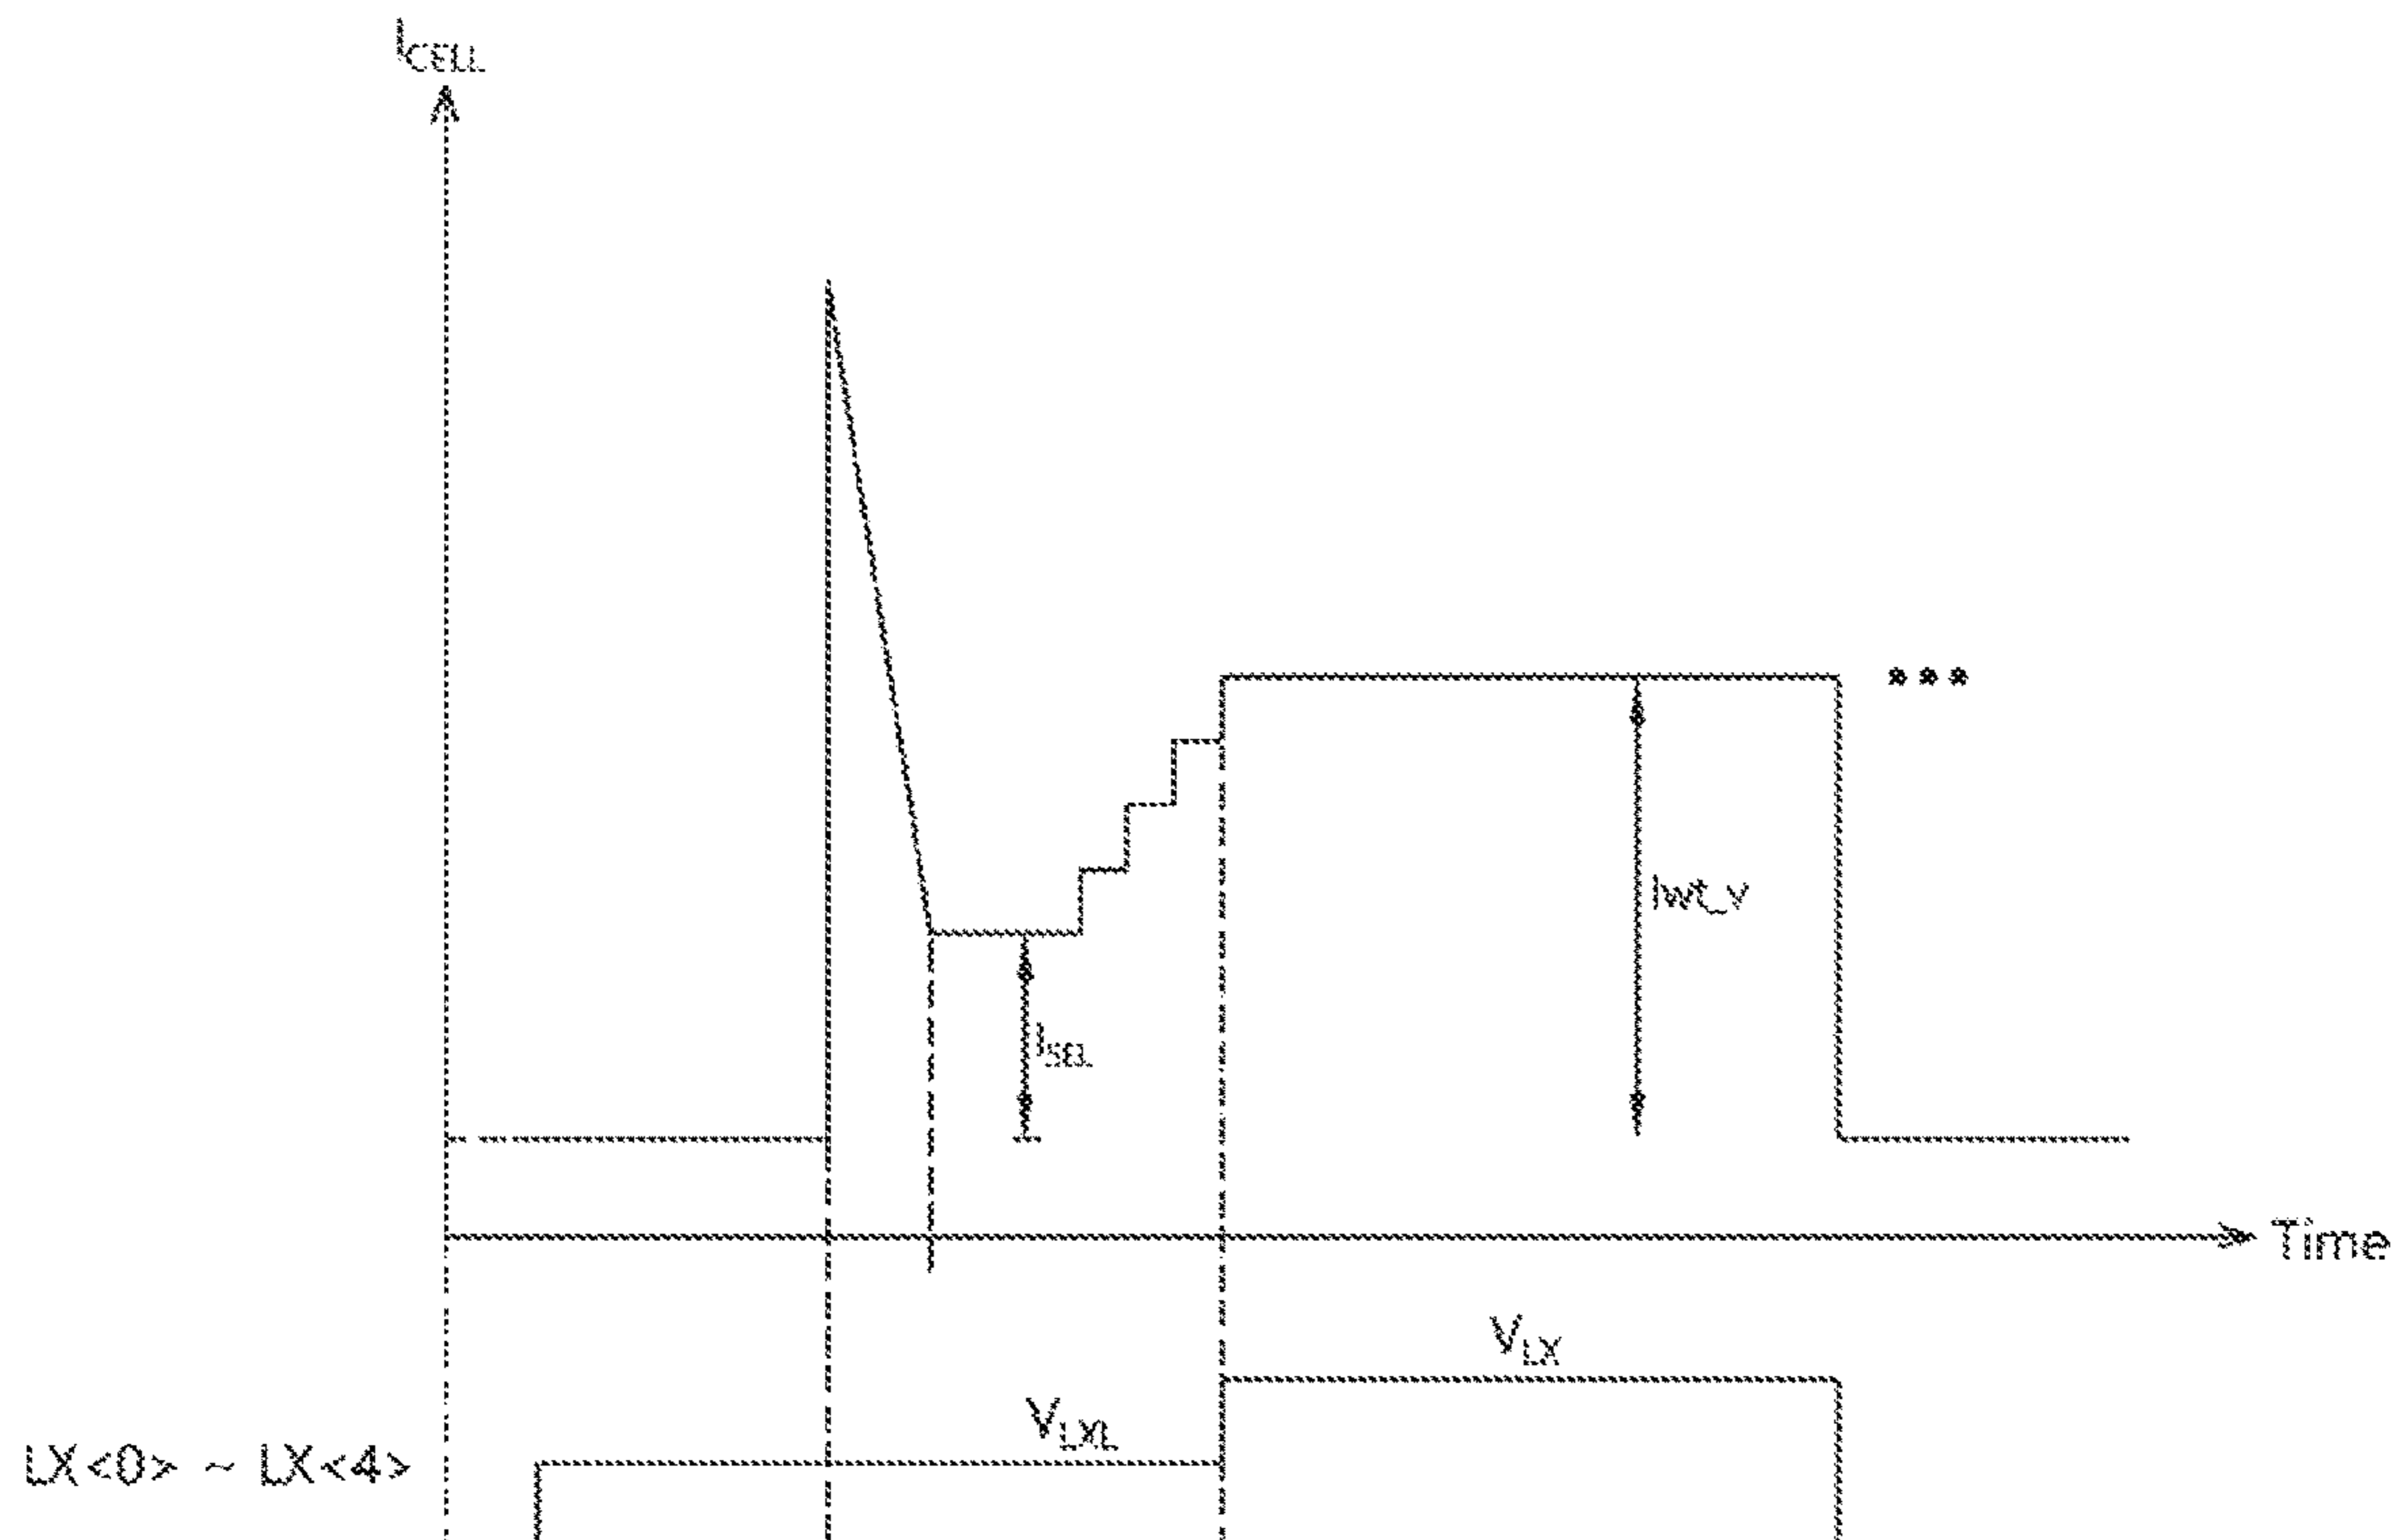 I_CELL
Iwt_v
I_SEL
Time
V_LX
V_LXL
LX<0> ~ LX<4>